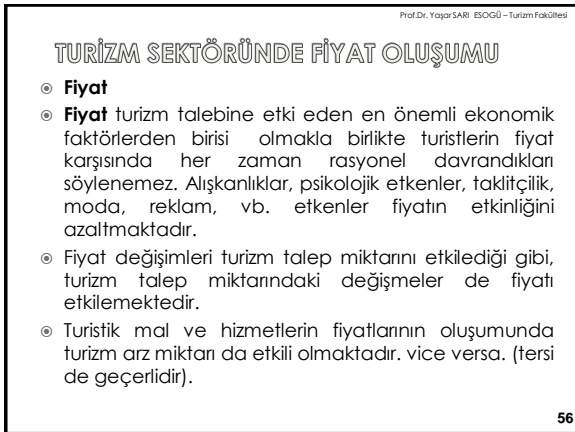 Prof.Dr. Yaşar SARI ESOGÜ – Turizm Fakültesi
TURİZM SEKTÖRÜNDE FİYAT OLUŞUMU
Fiyat
Fiyat turizm talebine etki eden en önemli ekonomik
faktörlerden birisi olmakla birlikte turistlerin fiyat
karşısında her zaman rasyonel davrandıkları
söylenemez. Alışkanlıklar, psikolojik etkenler, taklitçilik,
moda, reklam, vb. etkenler fiyatın etkinliğini
azaltmaktadır.
Fiyat değişimleri turizm talep miktarını etkilediği gibi,
turizm talep miktarındaki değişmeler de fiyatı
etkilemektedir.
Turistik mal ve hizmetlerin fiyatlarının oluşumunda
turizm arz miktarı da etkili olmaktadır. vice versa. (tersi
de geçerlidir).
56